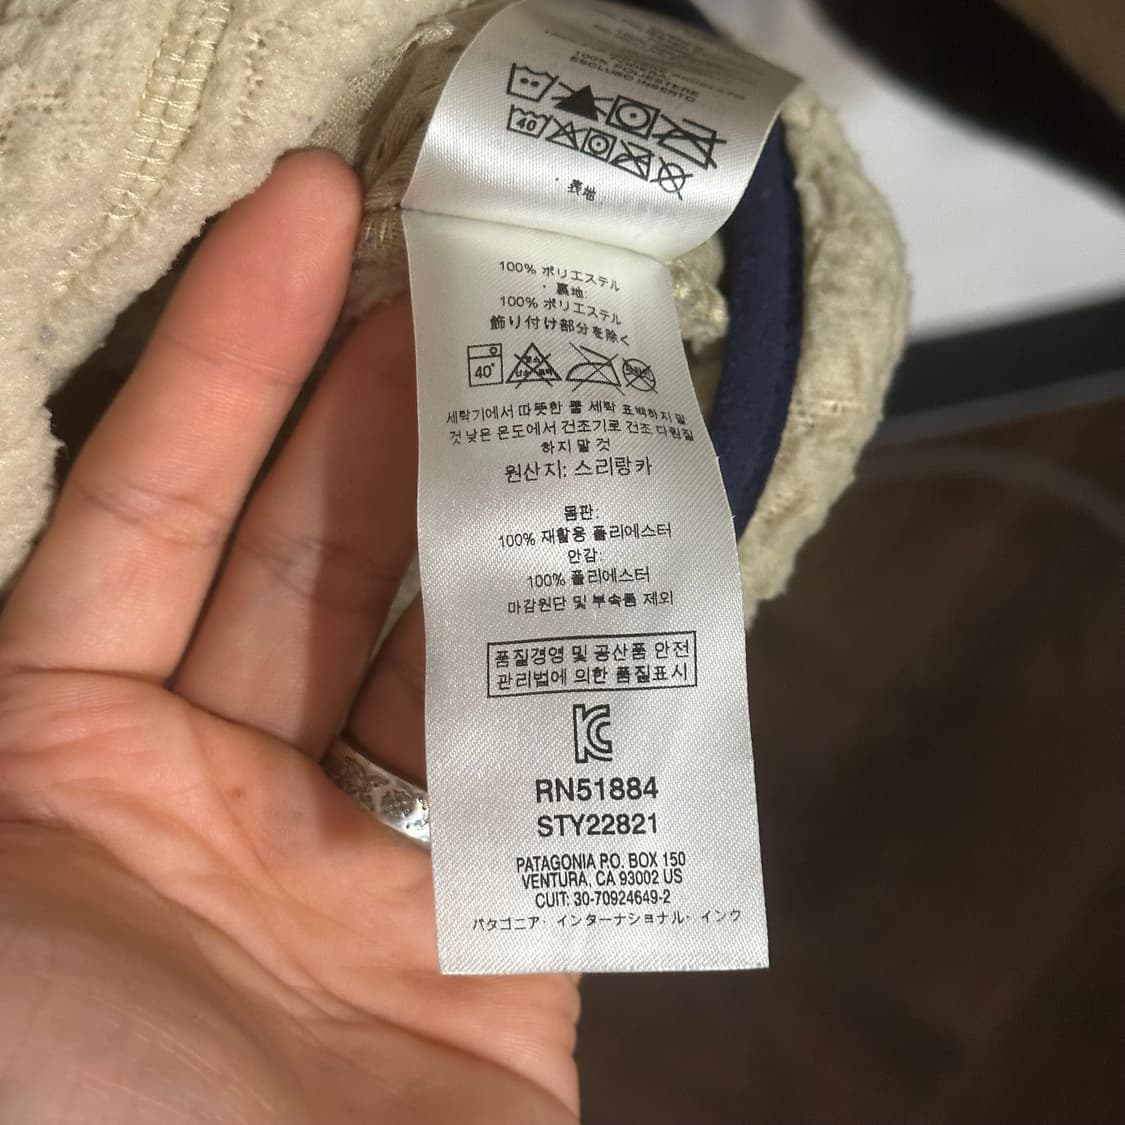 100% POLIESTERE
ESCLUSO INSERTO
40
・表地:
100% ポリエステル
・裏地:
100% ポリエステル
飾り付け部分を除く
40°
세탁기에서 따뜻한 물 세탁 표백하지 말
것 낮은 온도에서 건조기로 건조 다림질
하지 말 것
원산지: 스리랑카
몸판:
100% 재활용 폴리에스터
안감:
100% 폴리에스터
마감원단 및 부속품 제외
품질경영 및 공산품 안전
관리법에 의한 품질표시
RN51884
STY22821
PATAGONIA P.O. BOX 150
VENTURA, CA 93002 US
CUIT: 30-70924649-2
パタゴニア・インターナショナル・インク